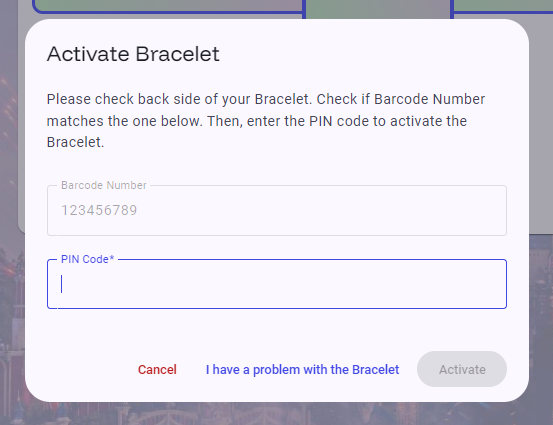 Activate Bracelet
Please check back side of your Bracelet. Check if Barcode Number
matches the one below. Then, enter the PIN code to activate the
Bracelet.
Barcode Number
123456789
PIN Code*
Cancel
I have a problem with the Bracelet
Activate